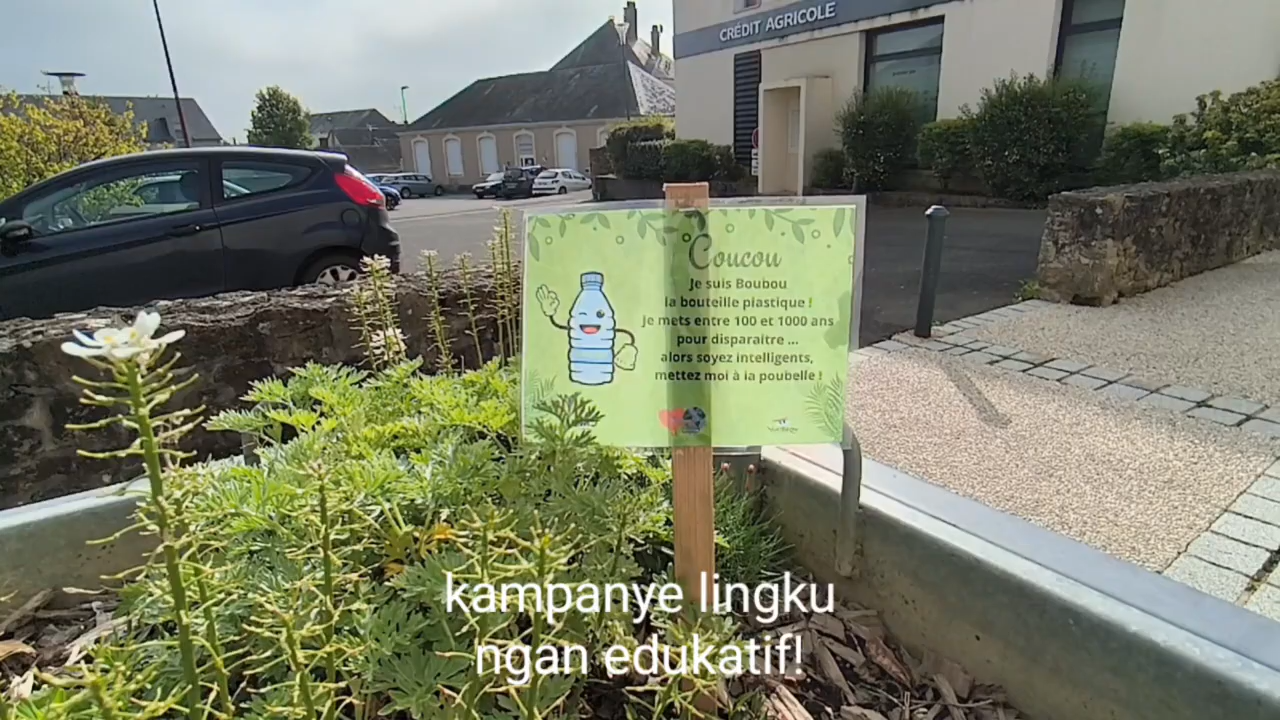 CRÉDIT AGRICOLE
Coucou
Je suis Boubou
la bouteille plastique !
je mets entre 100 et 1000 ans
pour disparaitre ...
alors soyez intelligents,
mettez moi à la poubelle !
kampanye lingku
ngan edukatif!